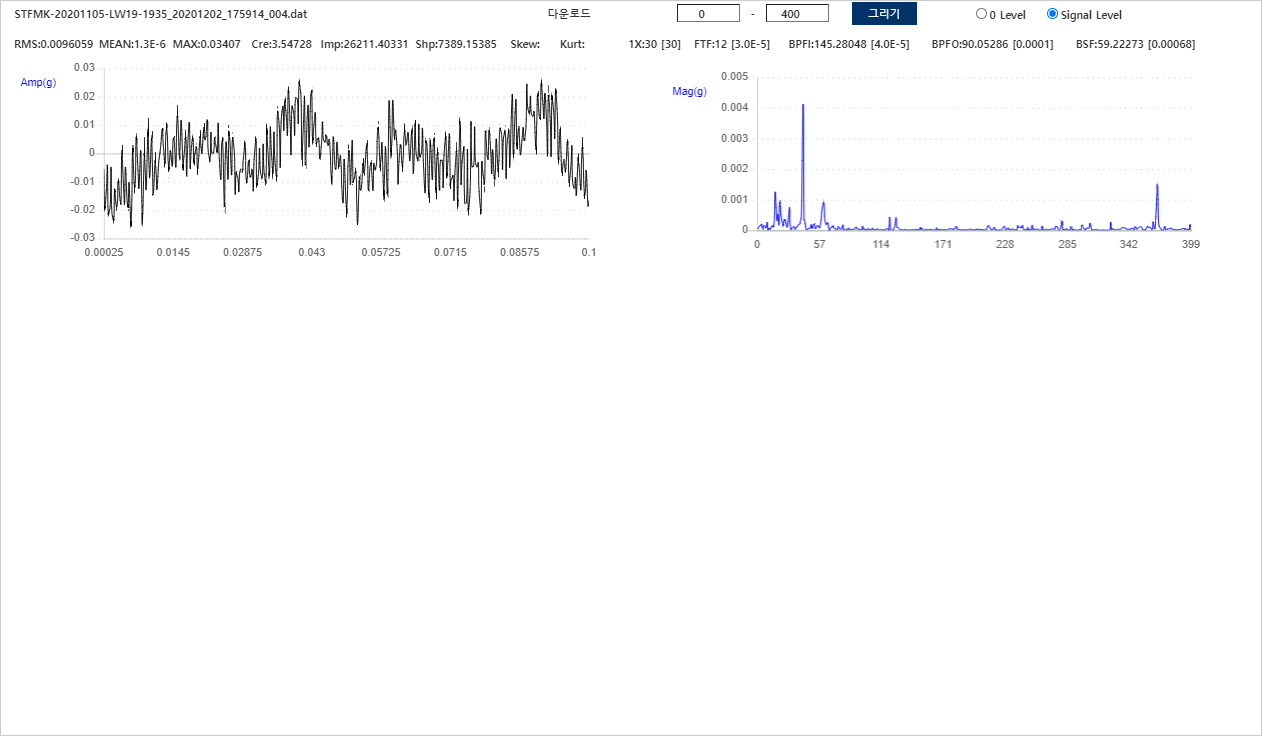 STFMK-20201105-LW19-1935_20201202_175914_004.dat 다운로드 0 - 400 그리기 0 Level Signal Level
RMS:0.0096059 MEAN:1.3E-6 MAX:0.03407 Cre:3.54728 Imp:26211.40331 Shp:7389.15385 Skew: Kurt: 1X:30 [30] FTF:12 [3.0E-5] BPFI:145.28048 [4.0E-5] BPFO:90.05286 [0.0001] BSF:59.22273 [0.00068]
Amp(g)
0.03
0.02
0.01
0
-0.01
-0.02
-0.03
0.00025 0.0145 0.02875 0.043 0.05725 0.0715 0.08575 0.1
Mag(g)
0.005
0.004
0.003
0.002
0.001
0
0 57 114 171 228 285 342 399